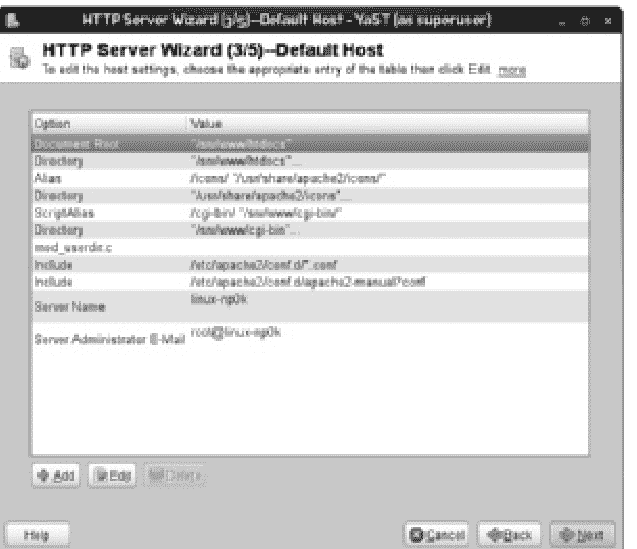 HTTP Server Wizard (3/5)--Default Host - YaST (as superuser)
HTTP Server Wizard (3/5)--Default Host
To edit the host settings, choose the appropriate entry of the table then click Edit. more
Option Value
Document Root "/srv/www/htdocs"
Directory "/srv/www/htdocs"...
Alias /icons/ "/usr/share/apache2/icons/"
Directory "/usr/share/apache2/icons"...
ScriptAlias /cgi-bin/ "/srv/www/cgi-bin/"
Directory "/srv/www/cgi-bin"...
mod_userdir.c
Include /etc/apache2/conf.d/*.conf
Include /etc/apache2/conf.d/apache2-manual?conf
Server Name linux-np0k
Server Administrator E-Mail root@linux-np0k
Add Edit Delete
Help Cancel Back Next